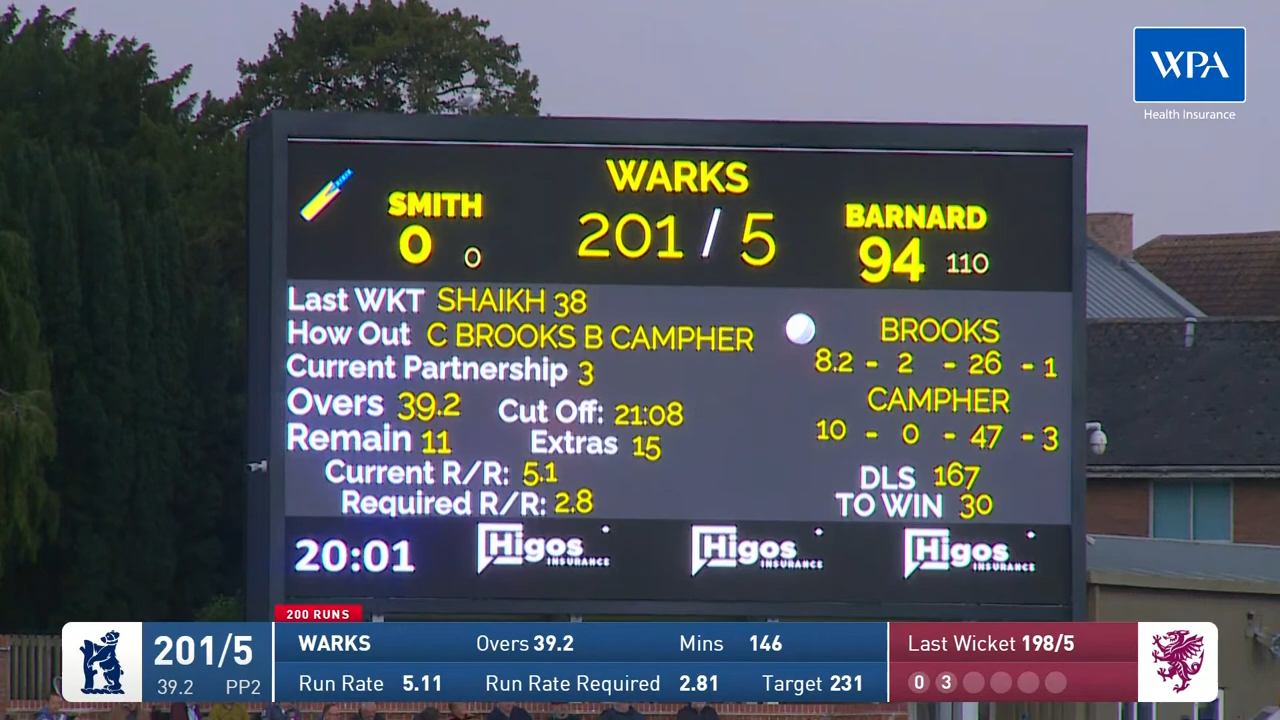 WPA
Health Insurance
WARKS
SMITH
BARNARD
201 / 5
0 0
94 110
Last WKT SHAIKH 38
How Out C BROOKS B CAMPHER
Current Partnership 3
Overs 39.2 Cut Off: 21:08
Remain 11 Extras 15
Current R/R: 5.1
Required R/R: 2.8
BROOKS
8.2 - 2 - 26 - 1
CAMPHER
10 - 0 - 47 - 3
DLS 167
TO WIN 30
20:01
Higos INSURANCE
Higos INSURANCE
Higos INSURANCE
200 RUNS
201/5
39.2 PP2
WARKS Overs 39.2 Mins 146
Run Rate 5.11 Run Rate Required 2.81 Target 231
Last Wicket 198/5
0 3